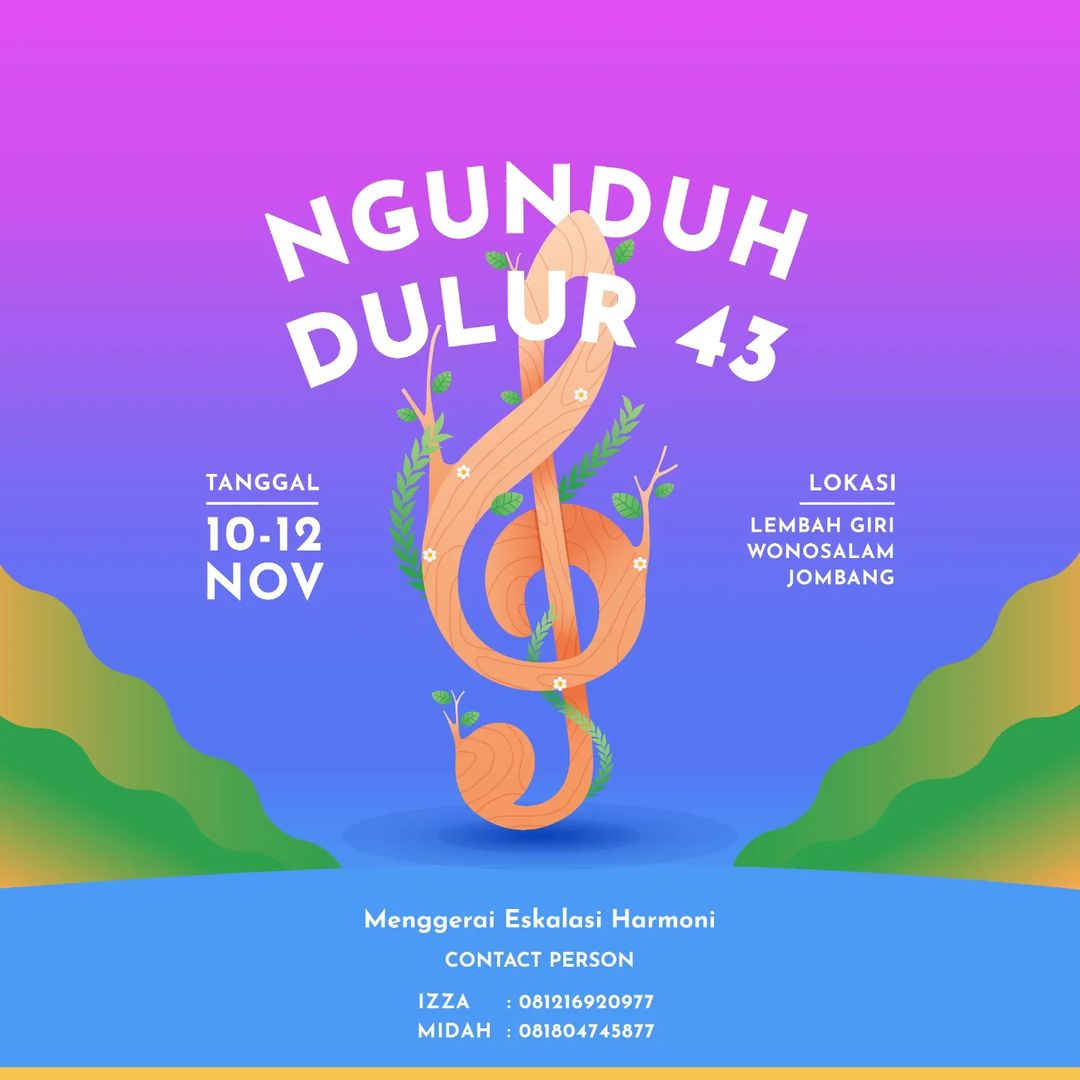 NGUNDUH
DULUR 43
TANGGAL
10-12
NOV
LOKASI
LEMBAH GIRI
WONOSALAM
JOMBANG
Menggerai Eskalasi Harmoni
CONTACT PERSON
IZZA : 081216920977
MIDAH : 081804745877